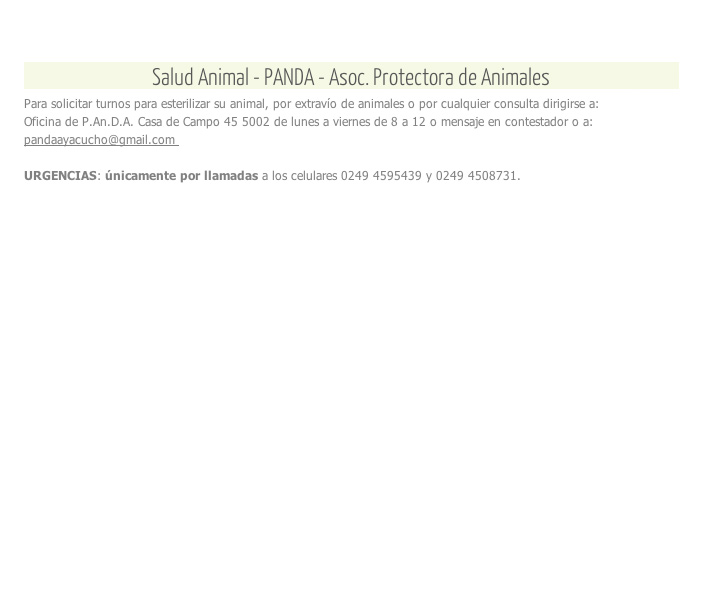 Salud Animal - PANDA - Asoc. Protectora de Animales
Para solicitar turnos para esterilizar su animal, por extravío de animales o por cualquier consulta dirigirse a:
Oficina de P.An.D.A. Casa de Campo 45 5002 de lunes a viernes de 8 a 12 o mensaje en contestador o a:
pandaayacucho@gmail.com
URGENCIAS: únicamente por llamadas a los celulares 0249 4595439 y 0249 4508731.